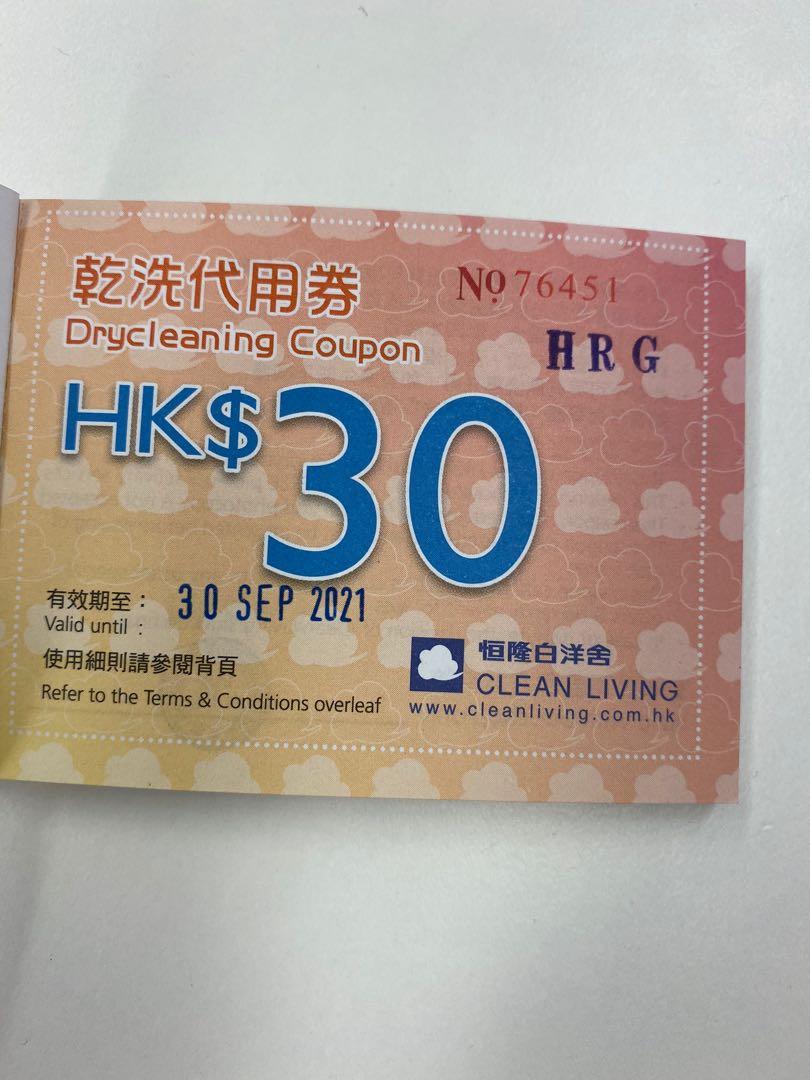 乾洗代用券
Nº 76451
Drycleaning Coupon
HRG
HK$30
有效期至：
Valid until :
30 SEP 2021
使用細則請參閱背頁
Refer to the Terms & Conditions overleaf
恒隆白洋舍
CLEAN LIVING
www.cleanliving.com.hk